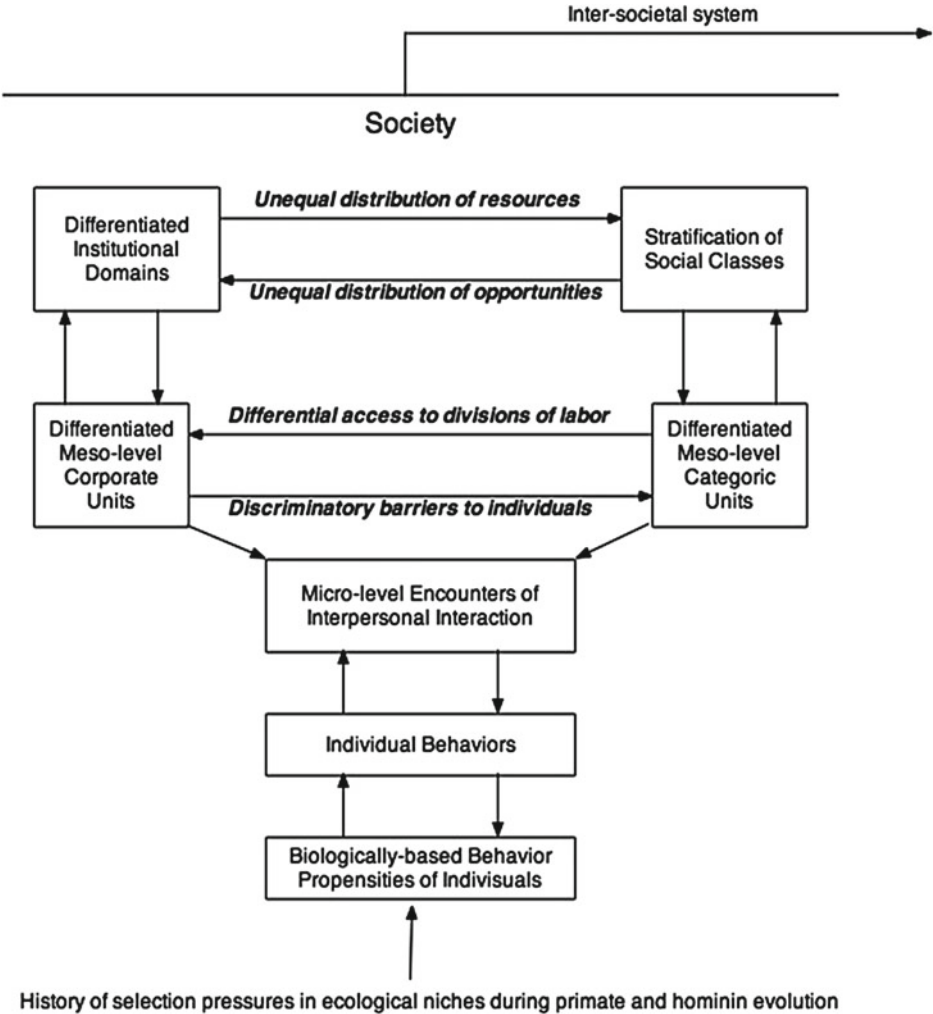 Inter-societal system
Society
Unequal distribution of resources
Differentiated
Institutional
Domains
Stratification of
Social Classes
Unequal distribution of opportunities
Differential access to divisions of labor
Differentiated
Meso-level
Corporate
Units
Differentiated
Meso-level
Categoric
Units
Discriminatory barriers to individuals
Micro-level Encounters of
Interpersonal Interaction
Individual Behaviors
Biologically-based Behavior
Propensities of Indivisuals
History of selection pressures in ecological niches during primate and hominin evolution